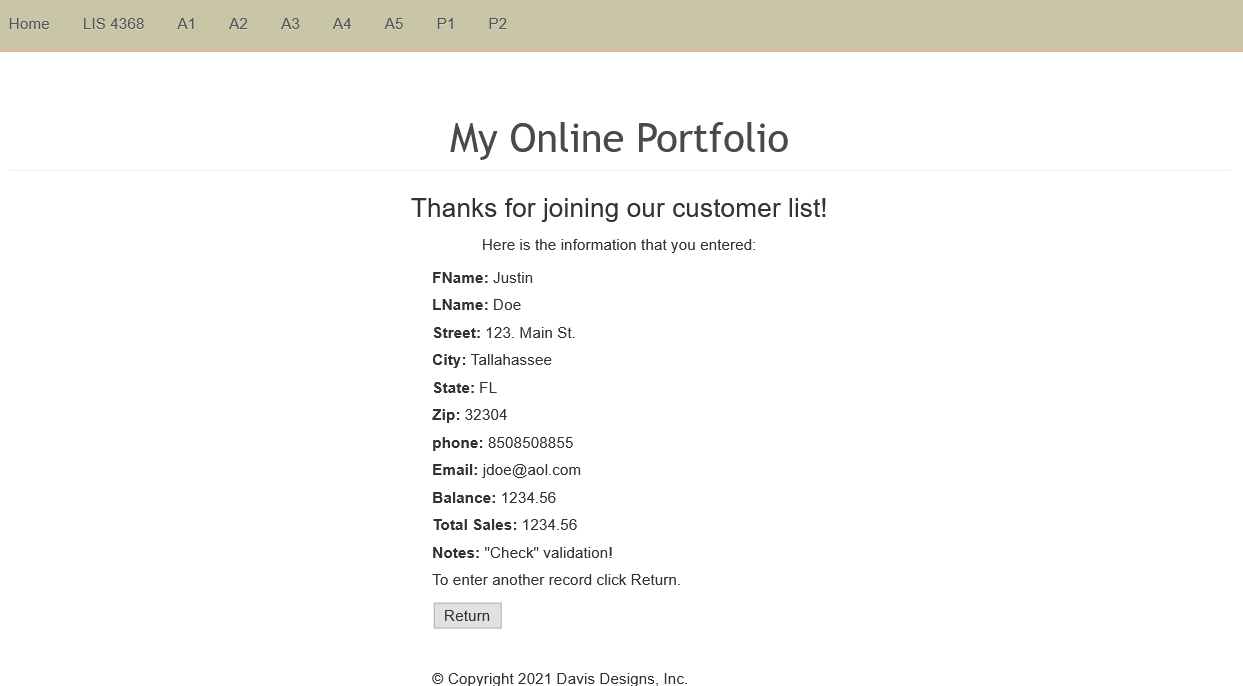 Home LIS 4368 A1 A2 A3 A4 A5 P1 P2
My Online Portfolio
Thanks for joining our customer list!
Here is the information that you entered:
FName: Justin
LName: Doe
Street: 123. Main St.
City: Tallahassee
State: FL
Zip: 32304
phone: 8508508855
Email: jdoe@aol.com
Balance: 1234.56
Total Sales: 1234.56
Notes: "Check" validation!
To enter another record click Return.
Return
© Copyright 2021 Davis Designs, Inc.